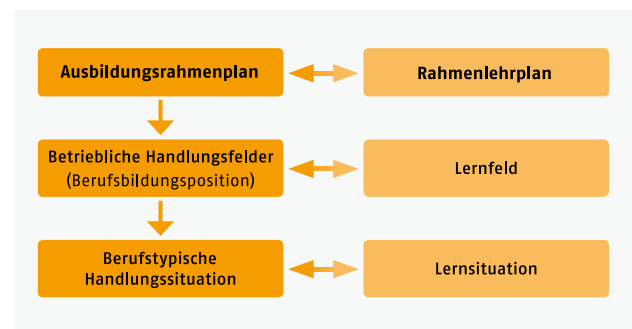 Ausbildungsrahmenplan
Rahmenlehrplan
Betriebliche Handlungsfelder
(Berufsbildungsposition)
Lernfeld
Berufstypische
Handlungssituation
Lernsituation